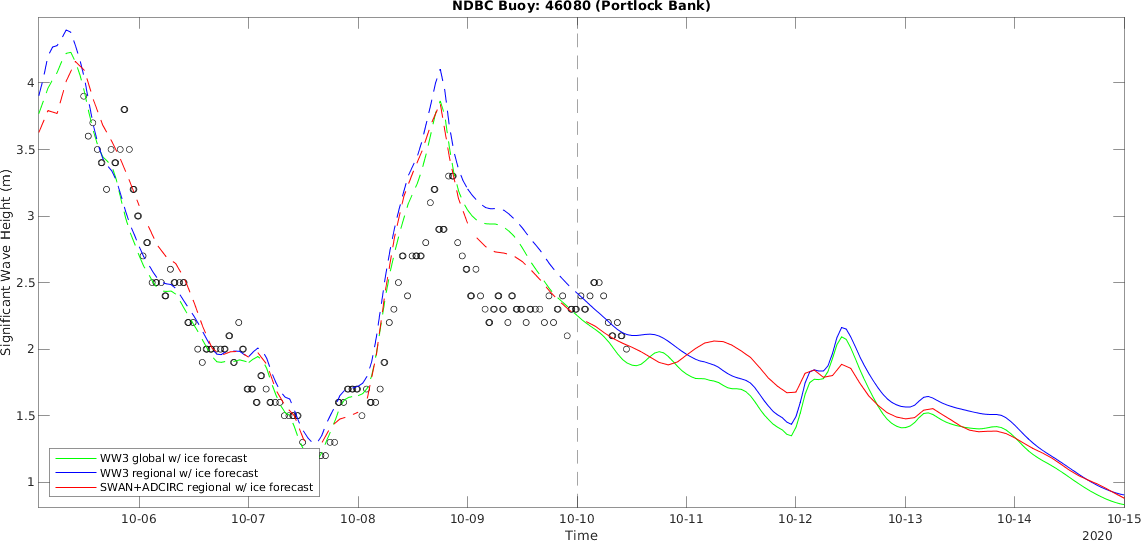 NDBC Buoy: 46080 (Portlock Bank)
Significant Wave Height (m)
4
3.5
3
2.5
2
1.5
1
WW3 global w/ ice forecast
WW3 regional w/ ice forecast
SWAN+ADCIRC regional w/ ice forecast
10-06 10-07 10-08 10-09 10-10 10-11 10-12 10-13 10-14 10-15
Time
2020